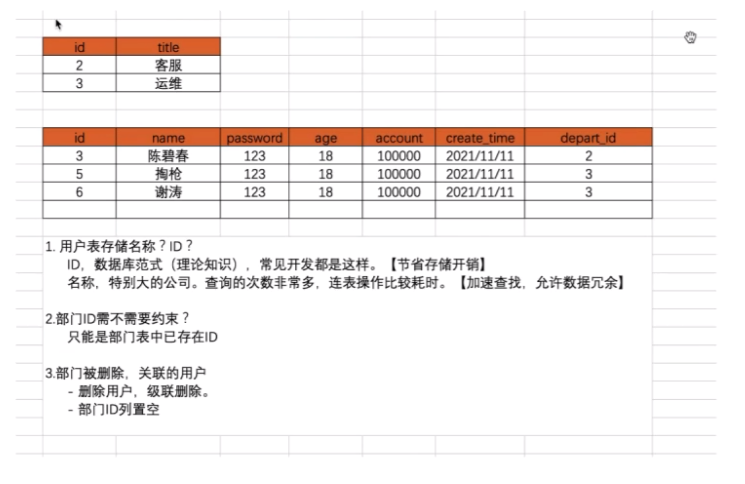 id title
2 客服
3 运维
id name password age account create_time depart_id
3 陈碧春 123 18 100000 2021/11/11 2
5 掏枪 123 18 100000 2021/11/11 3
6 谢涛 123 18 100000 2021/11/11 3
1. 用户表存储名称？ID？
ID，数据库范式（理论知识），常见开发都是这样。【节省存储开销】
名称，特别大的公司。查询的次数非常多，连表操作比较耗时。【加速查找，允许数据冗余】
2.部门ID需不需要约束？
只能是部门表中已存在ID
3.部门被删除，关联的用户
- 删除用户，级联删除。
- 部门ID列置空